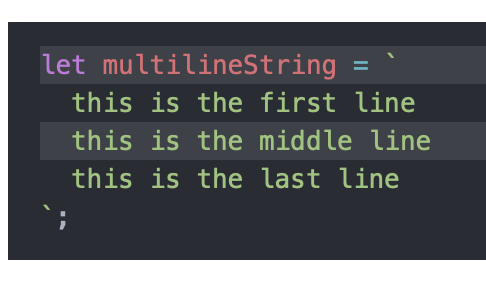 let multilineString = `
  this is the first line
  this is the middle line
  this is the last line
`;